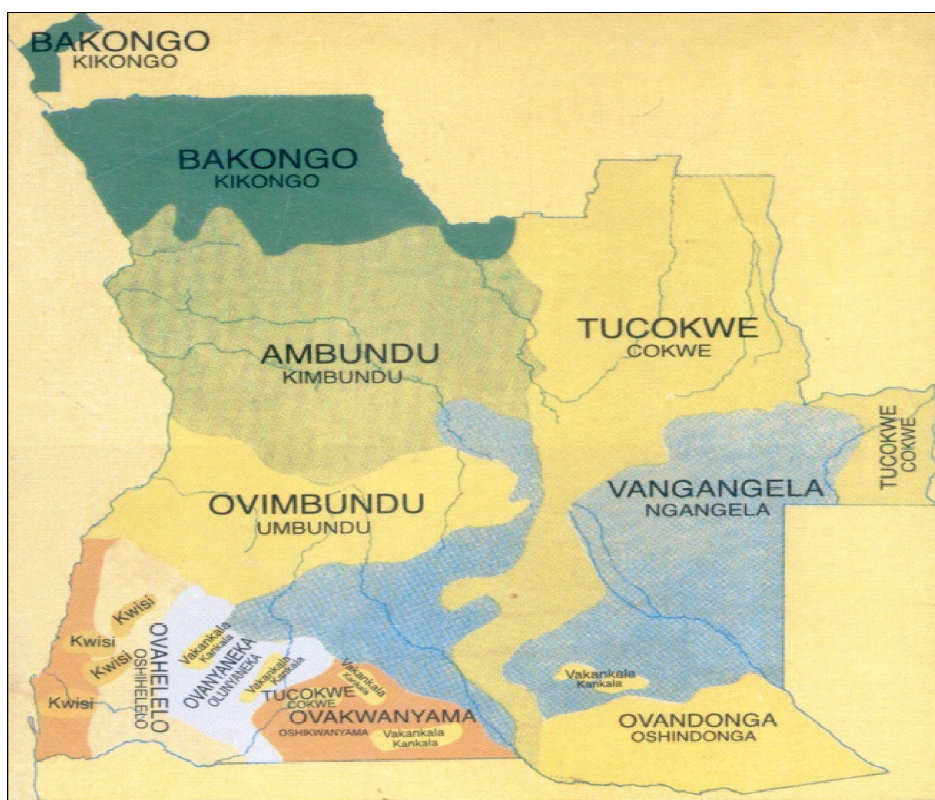 BAKONGO
KIKONGO
BAKONGO
KIKONGO
TUCOKWE
COKWE
AMBUNDU
KIMBUNDU
TUCOKWE
COKWE
VANGANGELA
NGANGELA
OVIMBUNDU
UMBUNDU
Kwisi
Kwisi
Kwisi
Kwisi
OVAHELELO
OSHIHELELO
Vakankala
Kankala
OVANYANEKA
OLUNYANEKA
Vakankala
Kankala
Vakankala
Kankala
TUCOKWE
COKWE
OVAKWANYAMA
OSHIKWANYAMA
Vakankala
Kankala
Vakankala
Kankala
OVANDONGA
OSHINDONGA